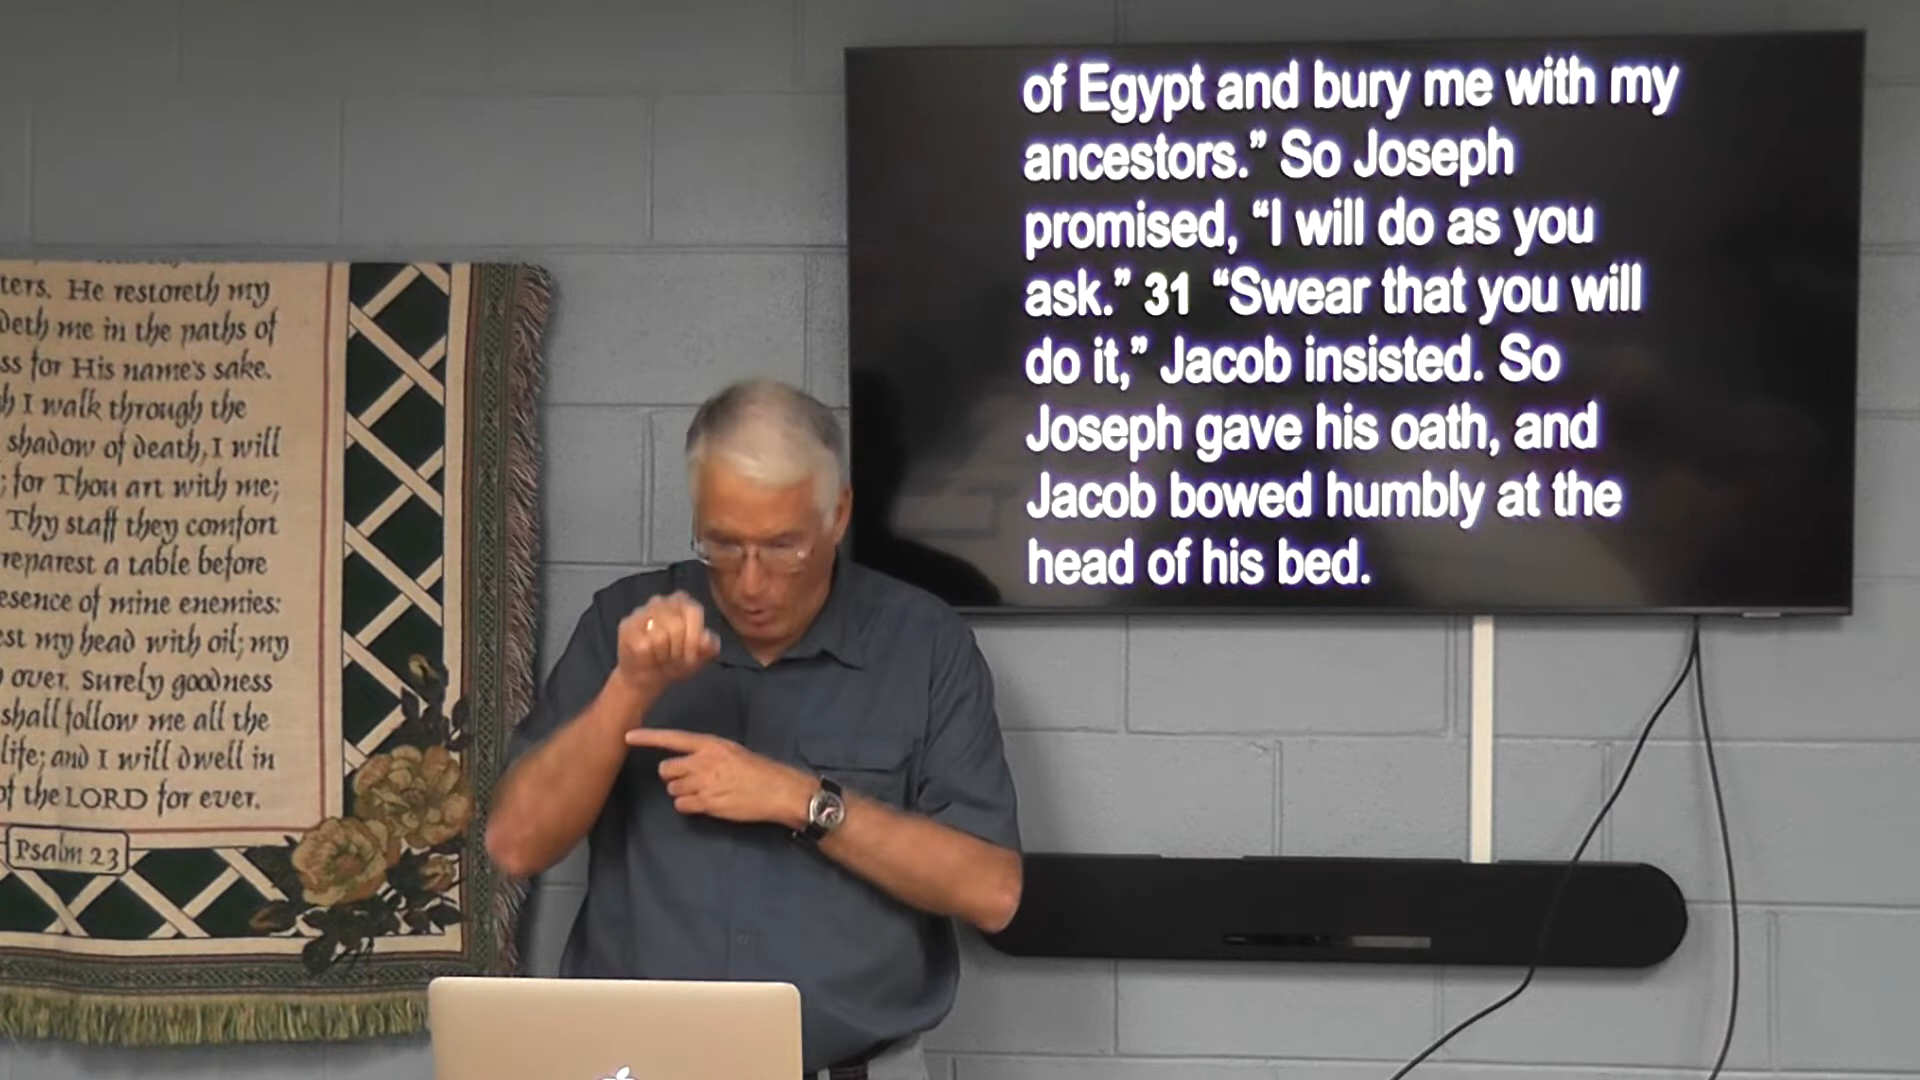 ters. He restoreth my
deth me in the paths of
ss for His name's sake.
I walk through the
shadow of death, I will
; for Thou art with me;
Thy staff they comfort
reparest a table before
esence of mine enemies:
est my head with oil; my
over. Surely goodness
shall follow me all the
life; and I will dwell in
of the LORD for ever.
Psalm 23
of Egypt and bury me with my
ancestors.” So Joseph
promised, “I will do as you
ask.” 31 “Swear that you will
do it,” Jacob insisted. So
Joseph gave his oath, and
Jacob bowed humbly at the
head of his bed.